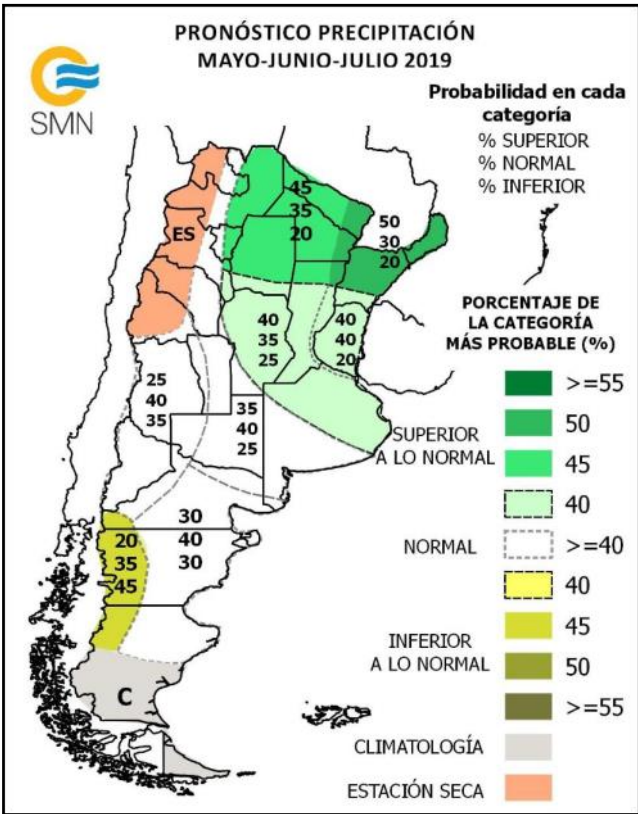 PRONÓSTICO PRECIPITACIÓN
MAYO-JUNIO-JULIO 2019
SMN
Probabilidad en cada
categoría
% SUPERIOR
% NORMAL
% INFERIOR
45
35
20
50
30
20
ES
40
35
25
40
40
20
25
40
35
35
40
25
30
40
30
20
35
45
C
PORCENTAJE DE
LA CATEGORÍA
MÁS PROBABLE (%)
>=55
50
SUPERIOR
A LO NORMAL
45
40
NORMAL
>=40
40
45
INFERIOR
A LO NORMAL
50
>=55
CLIMATOLOGÍA
ESTACIÓN SECA